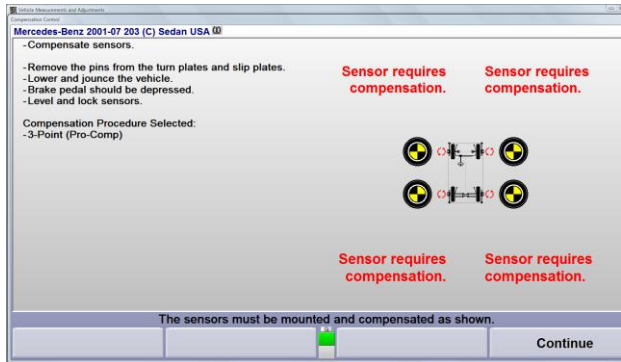 Vehicle Measurements and Adjustments
Compensation Control
Mercedes-Benz 2001-07 203 (C) Sedan USA
-Compensate sensors.
-Remove the pins from the turn plates and slip plates.
-Lower and jounce the vehicle.
-Brake pedal should be depressed.
-Level and lock sensors.
Compensation Procedure Selected:
-3-Point (Pro-Comp)
Sensor requires
compensation.
Sensor requires
compensation.
Sensor requires
compensation.
Sensor requires
compensation.
The sensors must be mounted and compensated as shown.
Continue